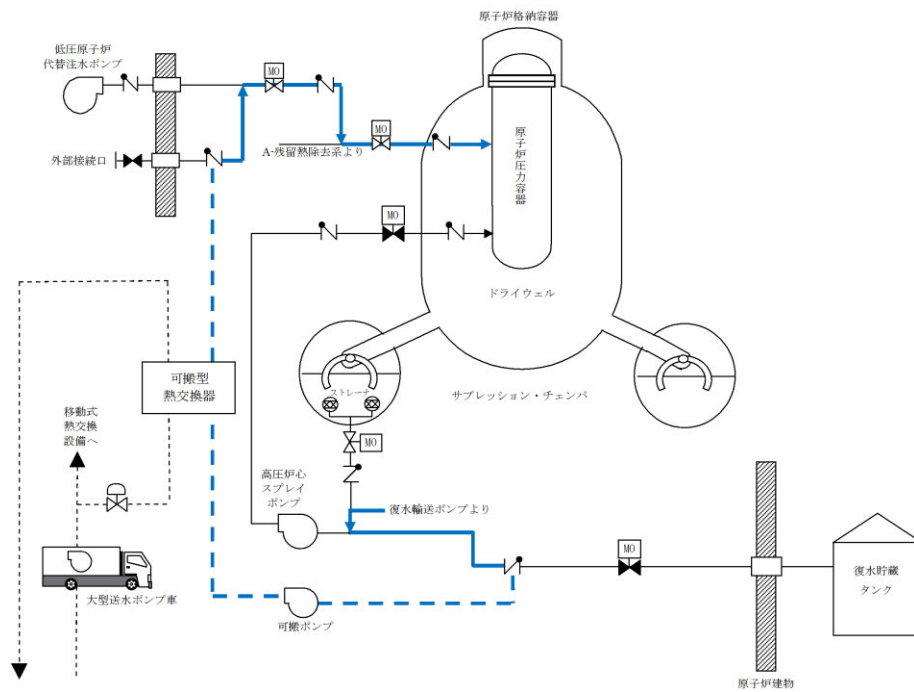 原子炉格納容器
低圧原子炉
代替注水ポンプ
MO
MO
A-残留熱除去系より
外部接続口
原子炉圧力容器
MO
ドライウェル
可搬型
熱交換器
ストレーナ
サプレッション・チェンバ
移動式
熱交換
設備へ
MO
高圧炉心
スプレイ
ポンプ
復水輸送ポンプより
MO
復水貯蔵
タンク
大型送水ポンプ車
可搬ポンプ
原子炉建物